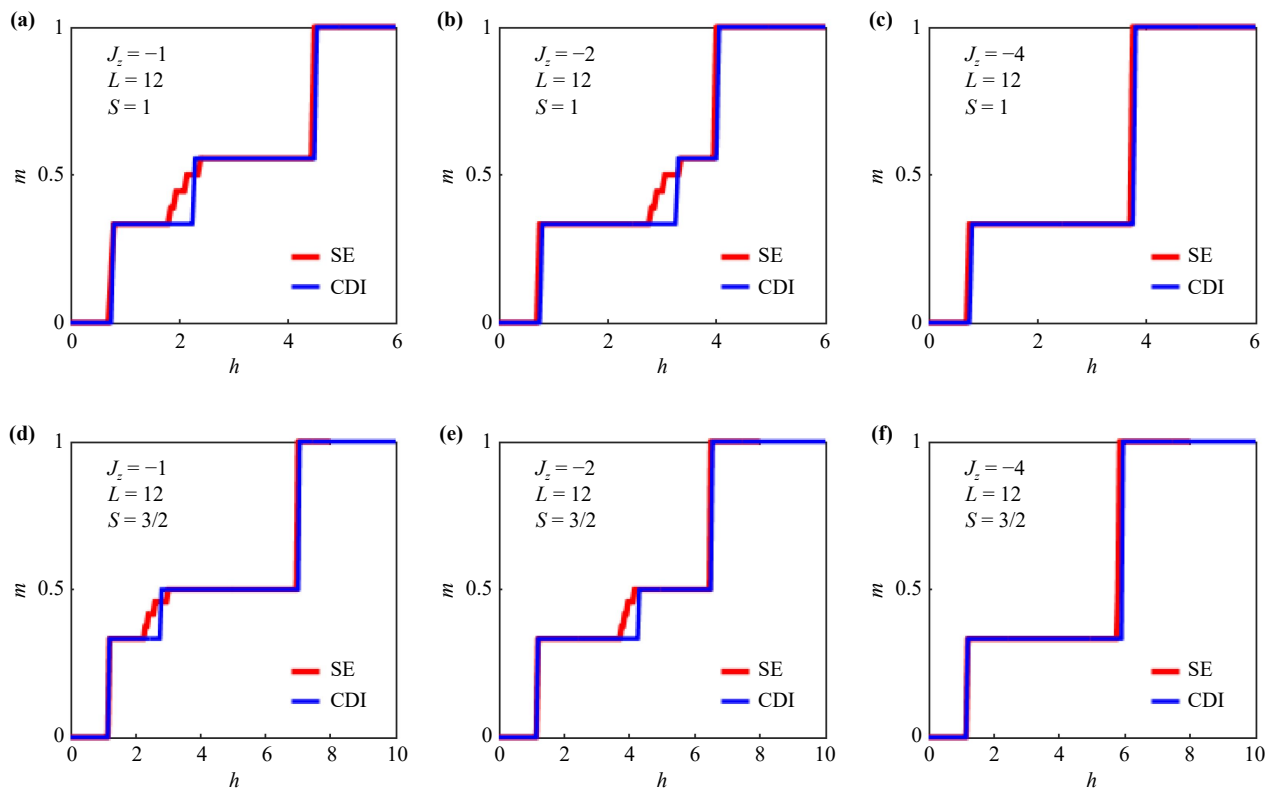 (a)
1
J_z = −1
L = 12
S = 1
m
0.5
SE
CDI
0
0 2 4 6
h
(b)
1
J_z = −2
L = 12
S = 1
m
0.5
SE
CDI
0
0 2 4 6
h
(c)
1
J_z = −4
L = 12
S = 1
m
0.5
SE
CDI
0
0 2 4 6
h
(d)
1
J_z = −1
L = 12
S = 3/2
m
0.5
SE
CDI
0
0 2 4 6 8 10
h
(e)
1
J_z = −2
L = 12
S = 3/2
m
0.5
SE
CDI
0
0 2 4 6 8 10
h
(f)
1
J_z = −4
L = 12
S = 3/2
m
0.5
SE
CDI
0
0 2 4 6 8 10
h